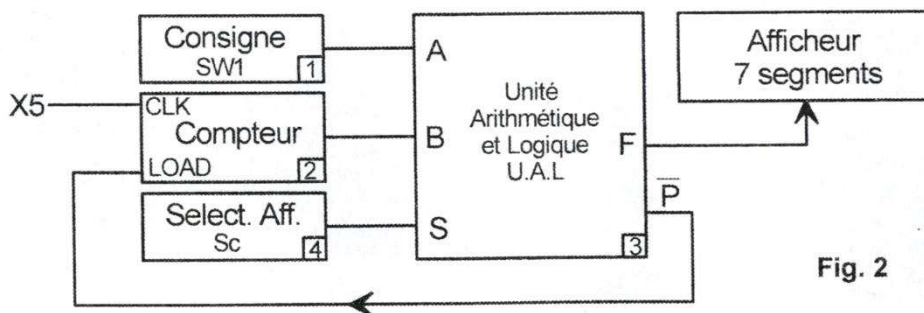 Consigne
SW1
1
X5
CLK
Compteur
LOAD
2
Select. Aff.
Sc
4
A
B
S
Unité
Arithmétique
et Logique
U.A.L
F
P̅
3
Afficheur
7 segments
Fig. 2